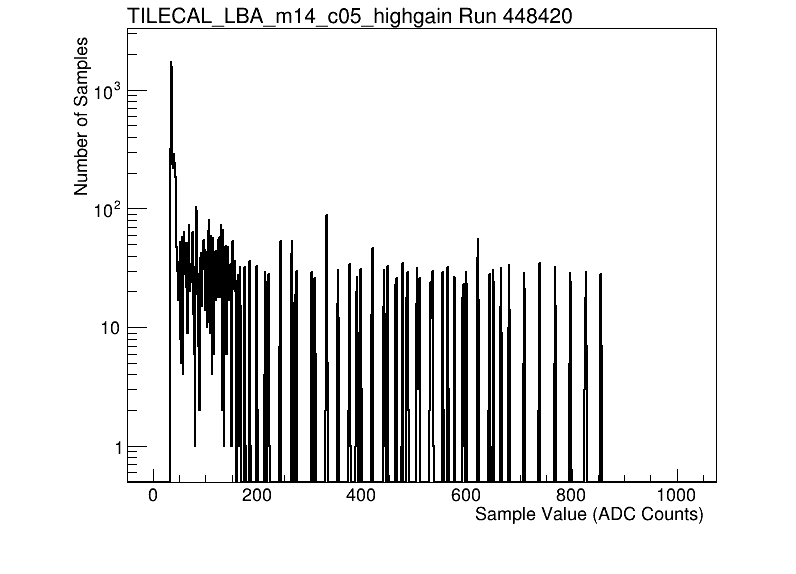 TILECAL_LBA_m14_c05_highgain Run 448420
Number of Samples
10³
10²
10
1
0 200 400 600 800 1000
Sample Value (ADC Counts)